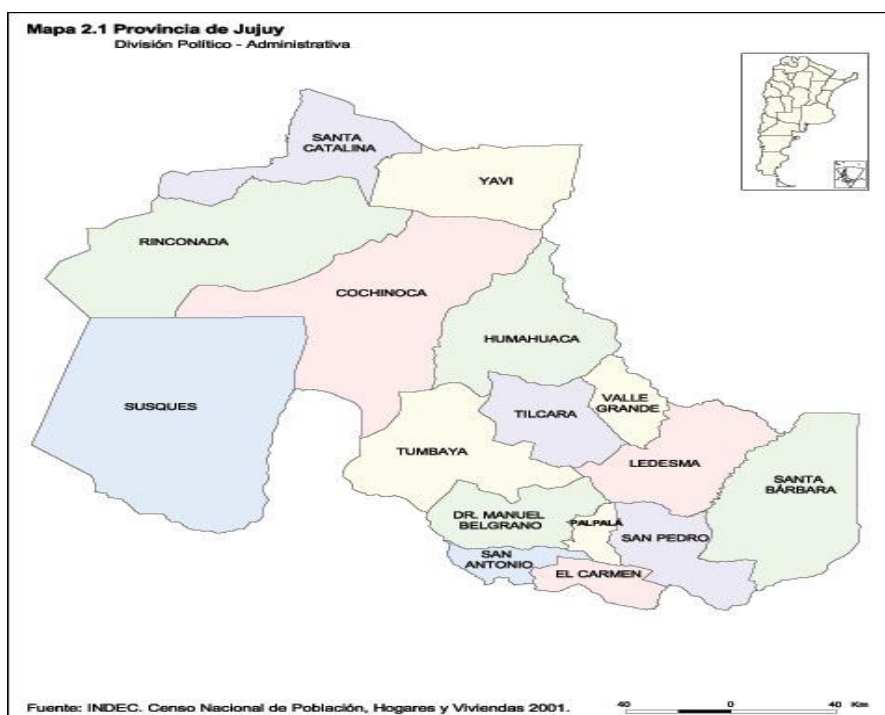 Mapa 2.1 Provincia de Jujuy
División Político - Administrativa
SANTA
CATALINA
YAVI
RINCONADA
COCHINOCA
HUMAHUACA
SUSQUES
TILCARA
VALLE
GRANDE
TUMBAYA
LEDESMA
SANTA
BÁRBARA
DR. MANUEL
BELGRANO
PALPALÁ
SAN PEDRO
SAN
ANTONIO
EL CARMEN
Fuente: INDEC. Censo Nacional de Población, Hogares y Viviendas 2001.
40 0 40 Km